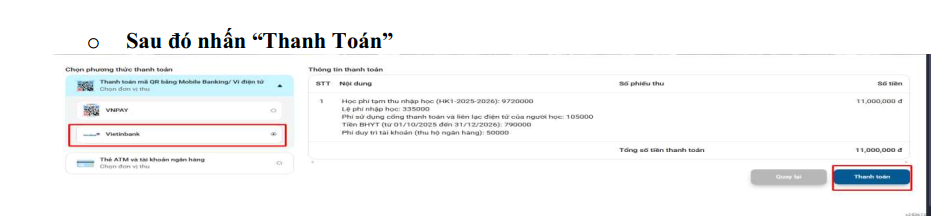 o Sau đó nhấn “Thanh Toán”
Chọn phương thức thanh toán
Thanh toán mã QR bằng Mobile Banking/ Ví điện tử
Chọn đơn vị thu
VNPAY
Vietinbank
Thẻ ATM và tài khoản ngân hàng
Chọn đơn vị thu
Thông tin thanh toán
STT Nội dung Số phiếu thu Số tiền
1 Học phí tạm thu nhập học (HK1-2025-2026): 9720000 11,000,000 đ
Lệ phí nhập học: 335000
Phí sử dụng cổng thanh toán và liên lạc điện tử của người học: 105000
Tiền BHYT (từ 01/10/2025 đến 31/12/2026): 790000
Phí duy trì tài khoản (thu hộ ngân hàng): 50000
Tổng số tiền thanh toán 11,000,000 đ
Quay lại Thanh toán